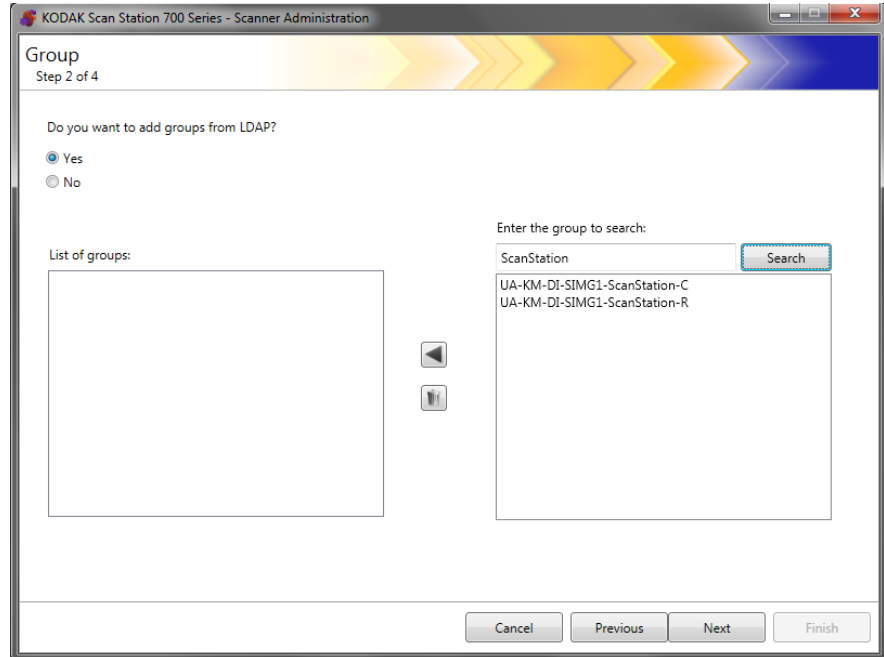 KODAK Scan Station 700 Series - Scanner Administration
Group
Step 2 of 4
Do you want to add groups from LDAP?
Yes
No
Enter the group to search:
List of groups:
ScanStation
Search
UA-KM-DI-SIMG1-ScanStation-C
UA-KM-DI-SIMG1-ScanStation-R
Cancel
Previous
Next
Finish